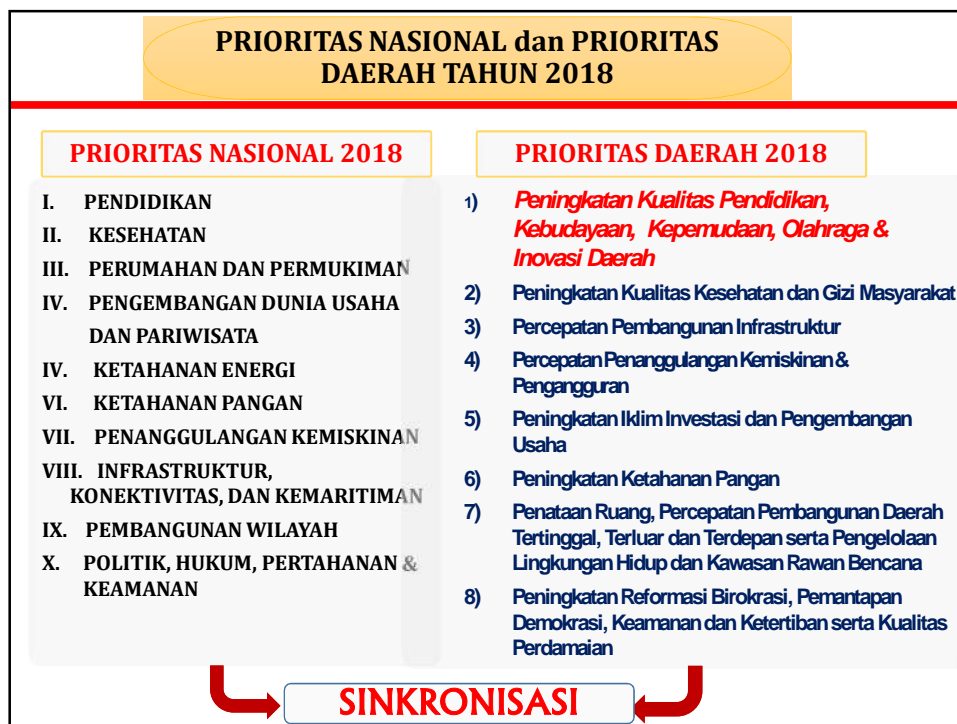 PRIORITAS NASIONAL dan PRIORITAS
DAERAH TAHUN 2018
PRIORITAS NASIONAL 2018
I. PENDIDIKAN
II. KESEHATAN
III. PERUMAHAN DAN PERMUKIMAN
IV. PENGEMBANGAN DUNIA USAHA
DAN PARIWISATA
IV. KETAHANAN ENERGI
VI. KETAHANAN PANGAN
VII. PENANGGULANGAN KEMISKINAN
VIII. INFRASTRUKTUR,
KONEKTIVITAS, DAN KEMARITIMAN
IX. PEMBANGUNAN WILAYAH
X. POLITIK, HUKUM, PERTAHANAN &
KEAMANAN
PRIORITAS DAERAH 2018
1) Peningkatan Kualitas Pendidikan,
Kebudayaan, Kepemudaan, Olahraga &
Inovasi Daerah
2) Peningkatan Kualitas Kesehatan dan Gizi Masyarakat
3) Percepatan Pembangunan Infrastruktur
4) Percepatan Penanggulangan Kemiskinan &
Pengangguran
5) Peningkatan Iklim Investasi dan Pengembangan
Usaha
6) Peningkatan Ketahanan Pangan
7) Penataan Ruang, Percepatan Pembangunan Daerah
Tertinggal, Terluar dan Terdepan serta Pengelolaan
Lingkungan Hidup dan Kawasan Rawan Bencana
8) Peningkatan Reformasi Birokrasi, Pemantapan
Demokrasi, Keamanan dan Ketertiban serta Kualitas
Perdamaian
SINKRONISASI